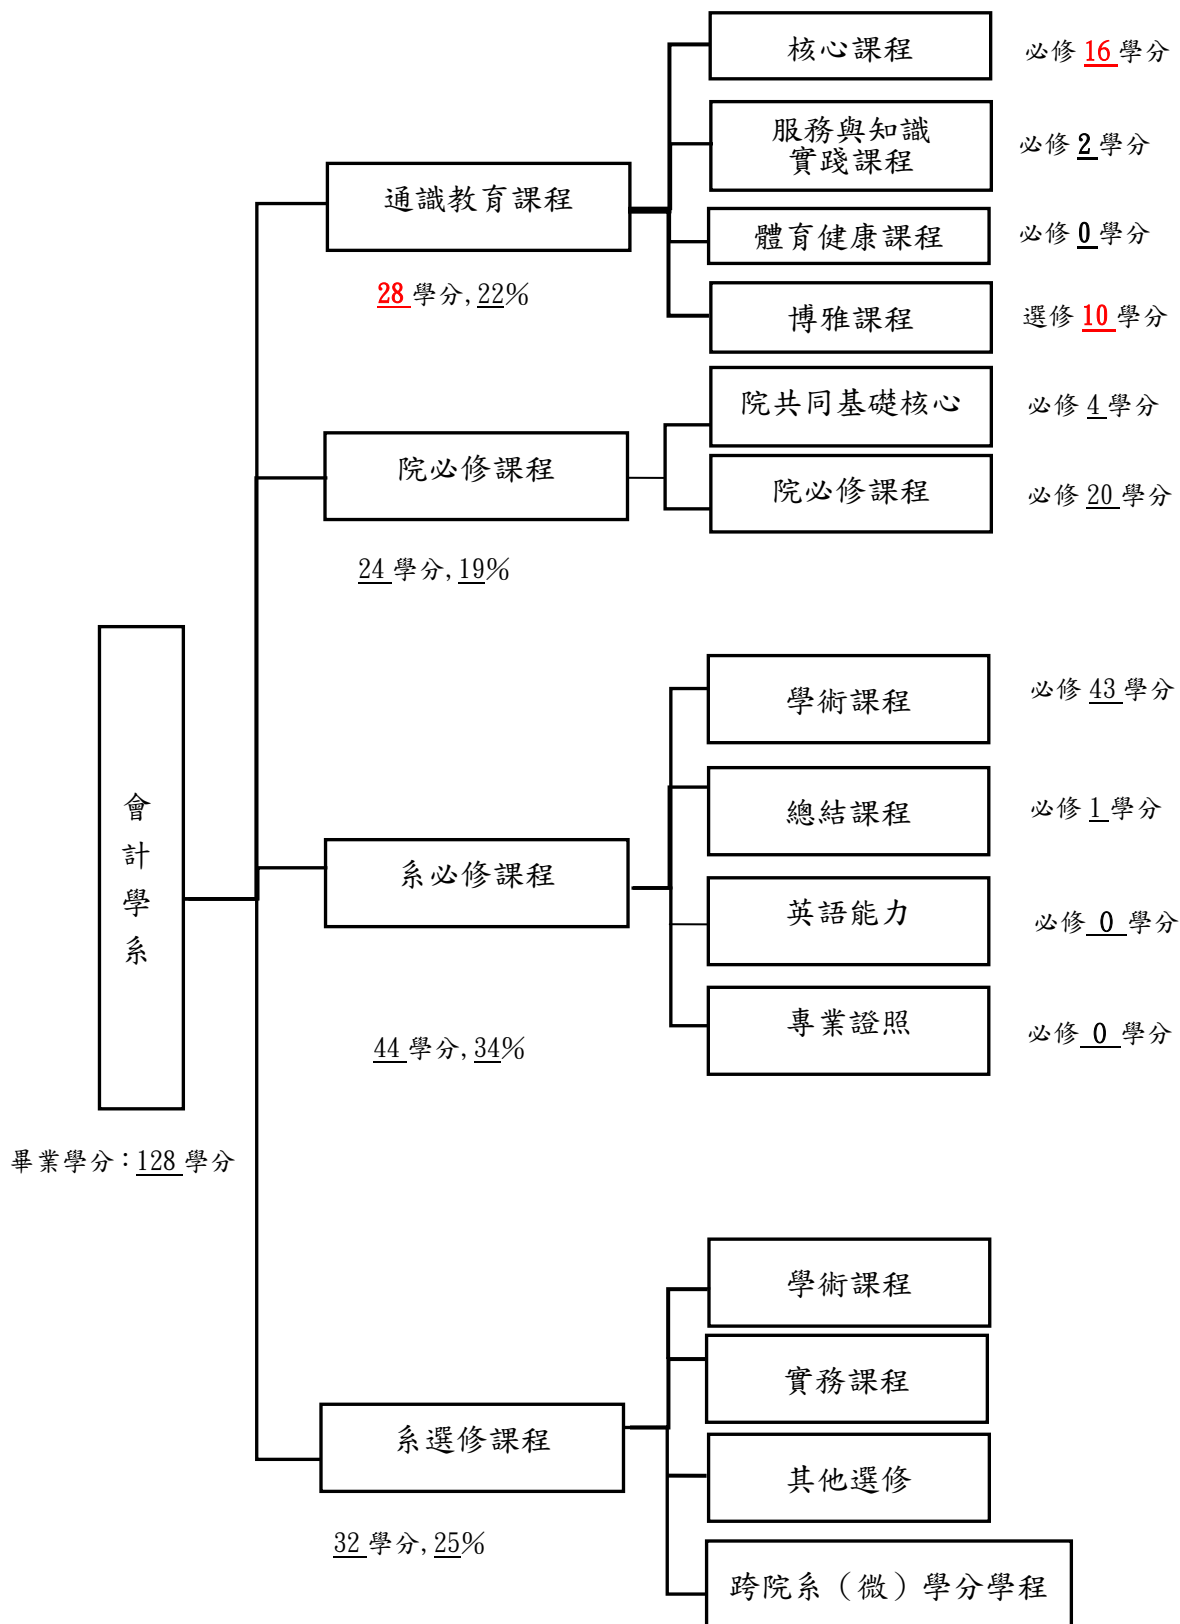 核心課程
必修 16 學分
服務與知識
實踐課程
必修 2 學分
通識教育課程
體育健康課程
必修 0 學分
28 學分, 22%
博雅課程
選修 10 學分
院共同基礎核心
必修 4 學分
院必修課程
院必修課程
必修 20 學分
24 學分, 19%
學術課程
必修 43 學分
總結課程
必修 1 學分
會計學系
系必修課程
英語能力
必修 0 學分
專業證照
必修 0 學分
44 學分, 34%
畢業學分：128 學分
學術課程
實務課程
系選修課程
其他選修
32 學分, 25%
跨院系（微）學分學程